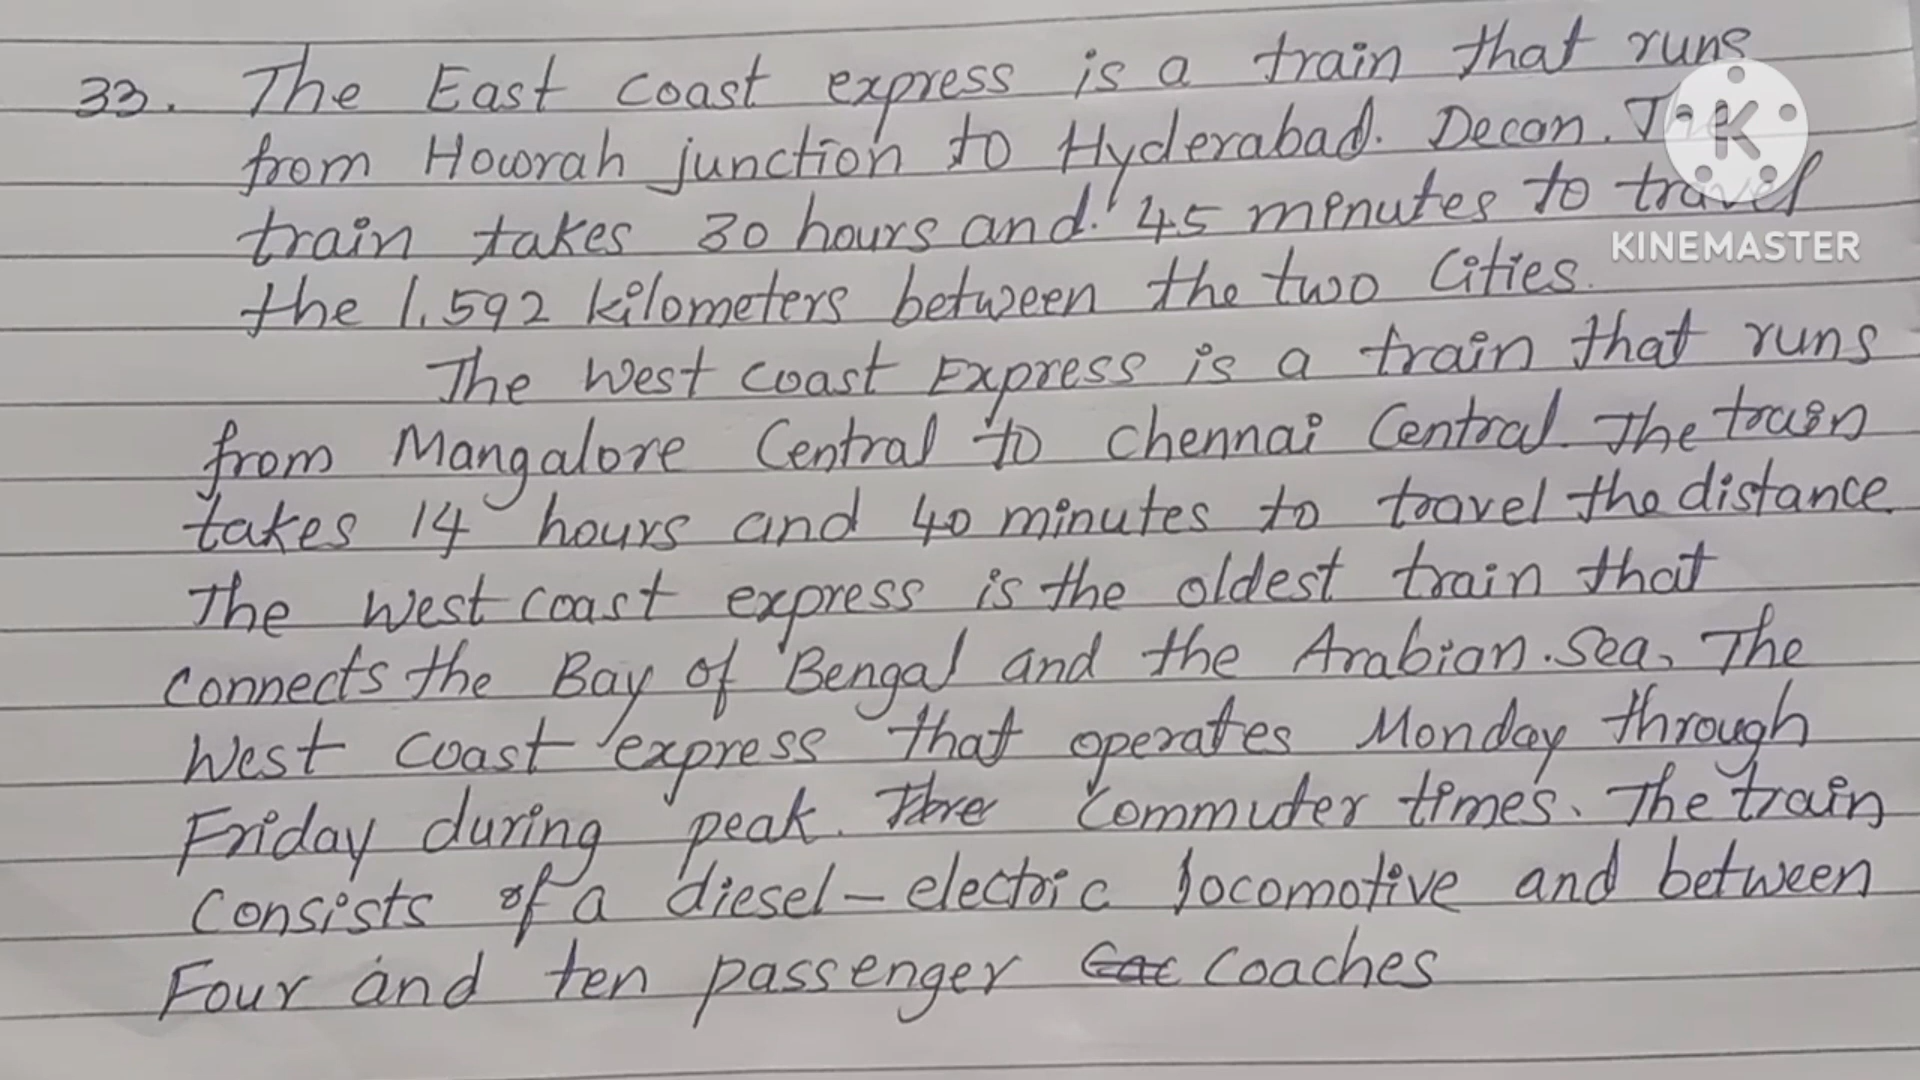 33. The East coast express is a train that runs
from Howrah junction to Hyderabad. Decan. The
train takes 30 hours and. 45 minutes to travel
the 1.592 kilometers between the two Cities.
The West coast Express is a train that runs
from Mangalore Central to Chennai Central. The train
takes 14 hours and 40 minutes to travel the distance.
The West coast express is the oldest train that
connects the Bay of Bengal and the Arabian. Sea. The
West coast express that operates Monday through
Friday during peak. commuter times. The train
consists of a diesel-electric locomotive and between
Four and ten passenger coaches
K
KINEMASTER